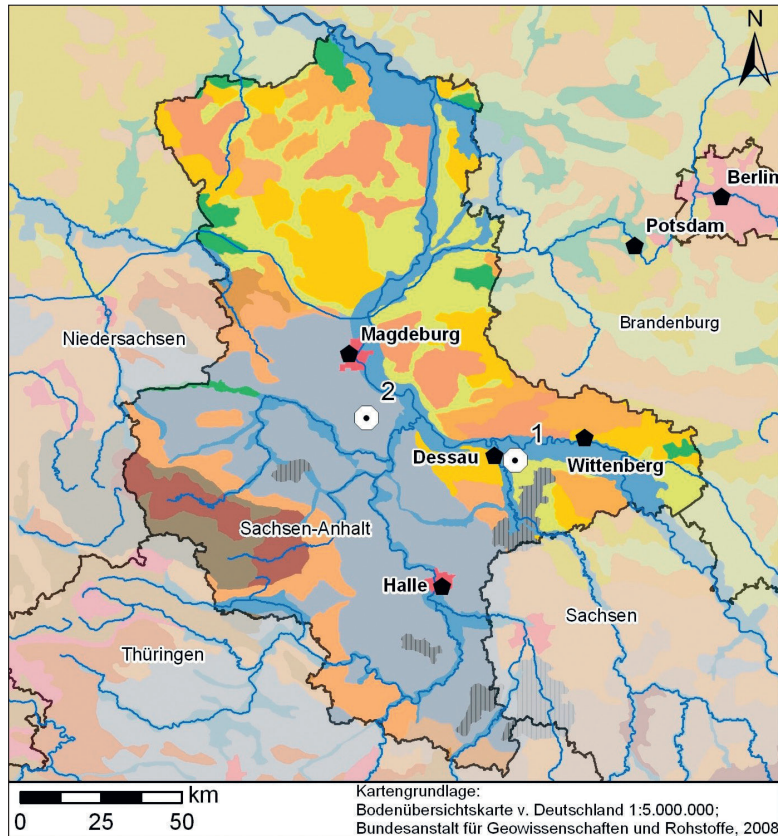 N
Berlin
Potsdam
Niedersachsen
Magdeburg
Brandenburg
2
1
Dessau
Wittenberg
Sachsen-Anhalt
Halle
Sachsen
Thüringen
km
0 25 50
Kartengrundlage:
Bodenübersichtskarte v. Deutschland 1:5.000.000;
Bundesanstalt für Geowissenschaften und Rohstoffe, 2008